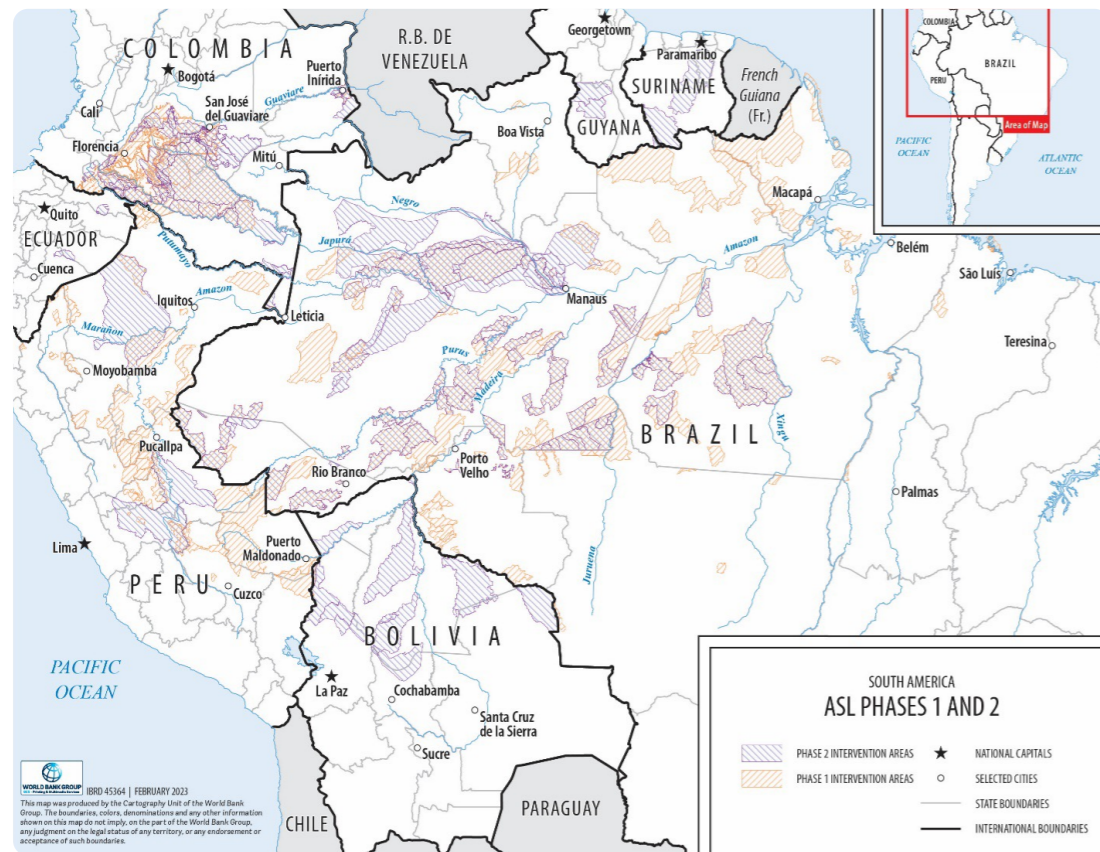 COLOMBIA
Bogotá
Cali
San José
del Guaviare
Florencia
Guaviare
Puerto
Inírida
Mitú
R.B. DE
VENEZUELA
Georgetown
Paramaribo
SURINAME
GUYANA
French
Guiana
(Fr.)
Boa Vista
Quito
ECUADOR
Cuenca
Putumayo
Negro
Japurá
Amazon
Iquitos
Amazon
Leticia
Manaus
Macapá
Belém
São Luís
Teresina
Marañon
Moyobamba
Purus
Madeira
Pucallpa
Rio Branco
Porto
Velho
BRAZIL
Xingu
Palmas
Juruena
Lima
Puerto
Maldonado
PERU
Cuzco
BOLIVIA
La Paz
Cochabamba
Santa Cruz
de la Sierra
Sucre
PACIFIC
OCEAN
CHILE
PARAGUAY
COLOMBIA
BRAZIL
PERU
Area of Map
PACIFIC
OCEAN
ATLANTIC
OCEAN
SOUTH AMERICA
ASL PHASES 1 AND 2
PHASE 2 INTERVENTION AREAS
PHASE 1 INTERVENTION AREAS
NATIONAL CAPITALS
SELECTED CITIES
STATE BOUNDARIES
INTERNATIONAL BOUNDARIES
WORLD BANK GROUP
IBRD 45364 | FEBRUARY 2023
This map was produced by the Cartography Unit of the World Bank
Group. The boundaries, colors, denominations and any other information
shown on this map do not imply, on the part of the World Bank Group,
any judgment on the legal status of any territory, or any endorsement or
acceptance of such boundaries.